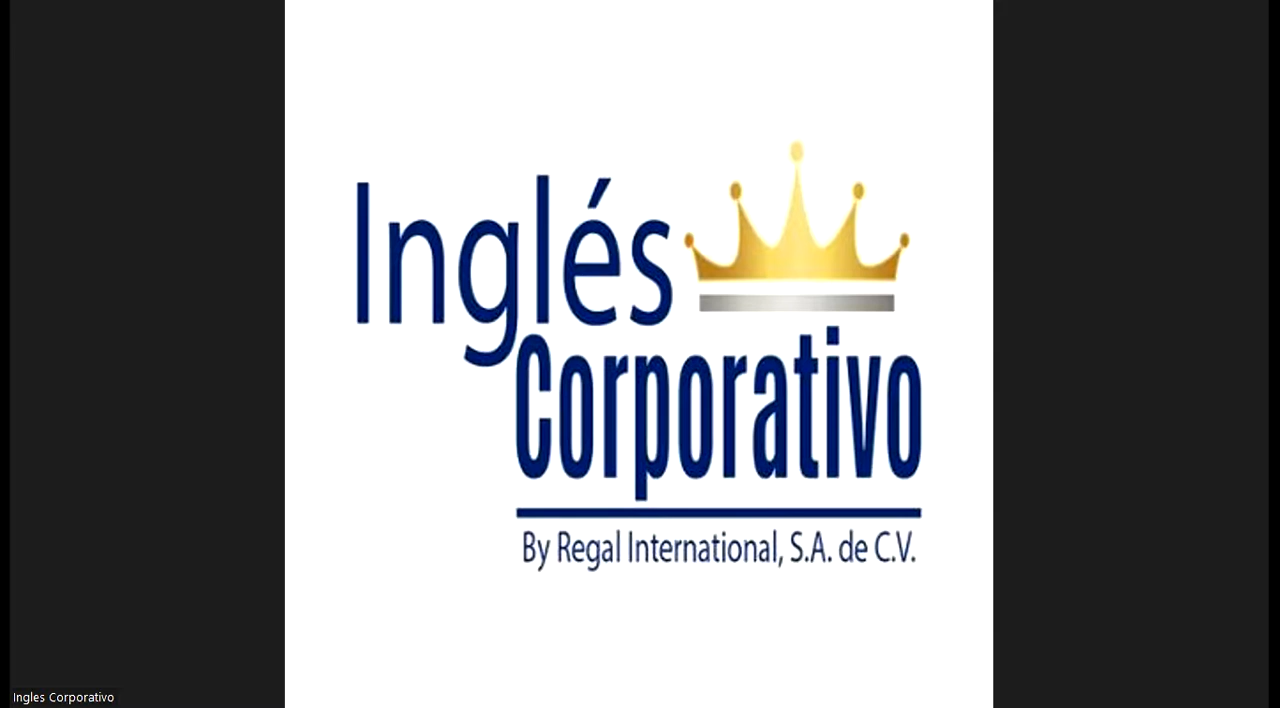 Inglés
Corporativo
By Regal International, S.A. de C.V.
Ingles Corporativo